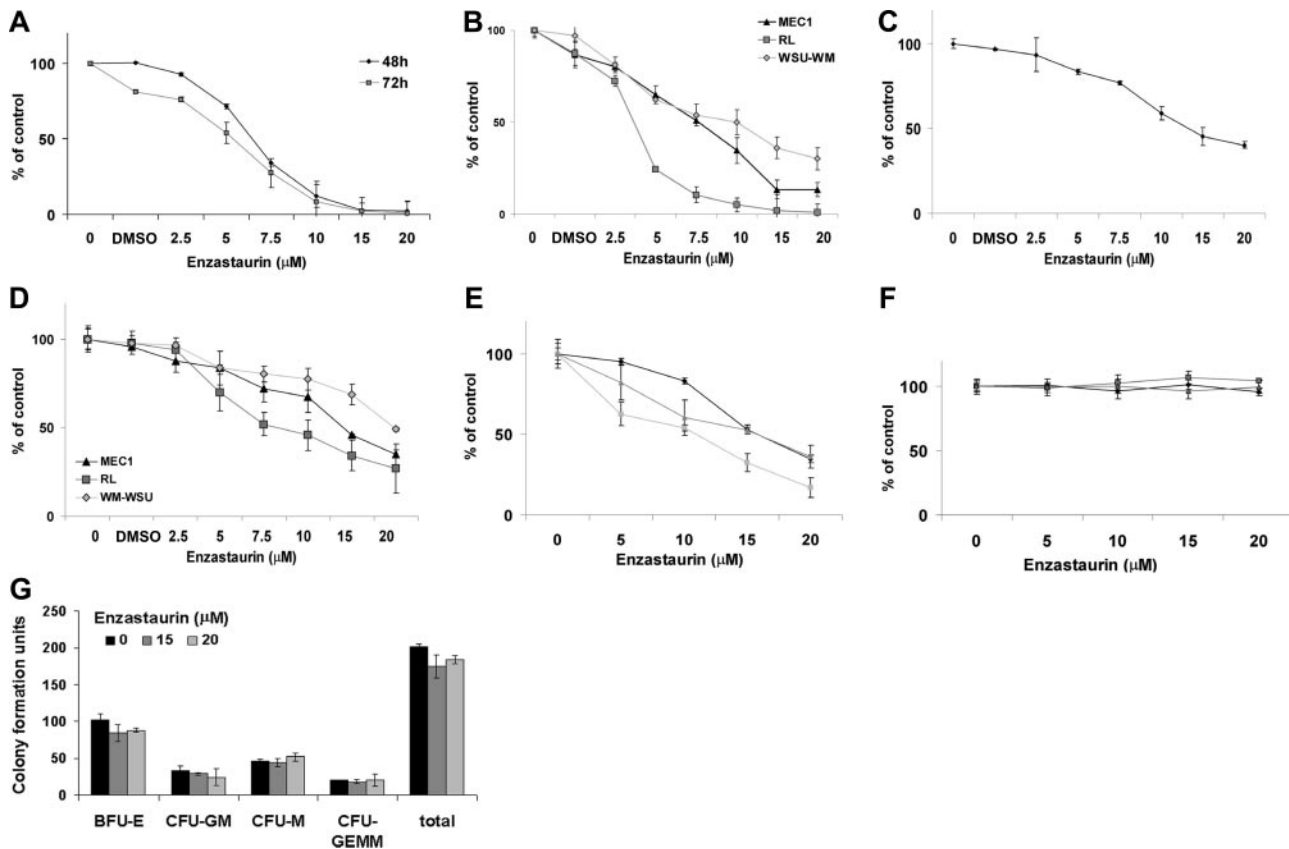 A
% of control
100
50
0
48h
72h
0 DMSO 2.5 5 7.5 10 15 20
Enzastaurin (μM)
B
% of control
100
50
0
MEC1
RL
WSU-WM
0 DMSO 2.5 5 7.5 10 15 20
Enzastaurin (μM)
C
% of control
100
50
0
0 DMSO 2.5 5 7.5 10 15 20
Enzastaurin (μM)
D
% of control
100
50
0
MEC1
RL
WM-WSU
0 DMSO 2.5 5 7.5 10 15 20
Enzastaurin (μM)
E
% of control
100
50
0
0 5 10 15 20
Enzastaurin (μM)
F
% of control
100
50
0
0 5 10 15 20
Enzastaurin (μM)
G
Colony formation units
250
200
150
100
50
0
Enzastaurin (μM)
0 15 20
BFU-E CFU-GM CFU-M CFU- total
GEMM